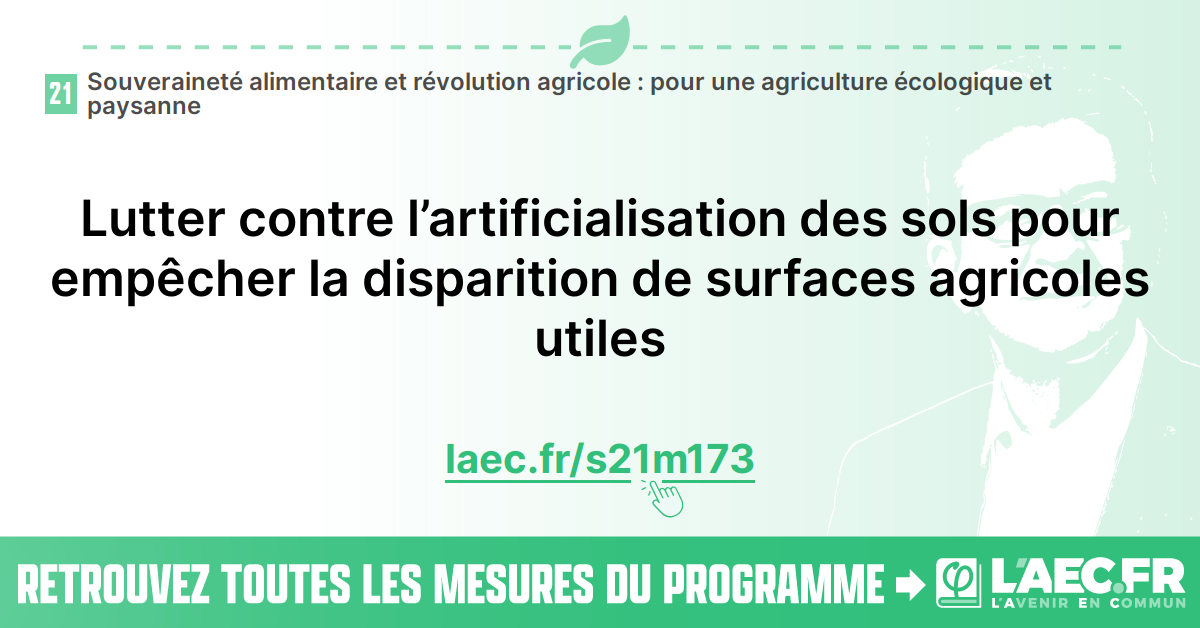 21
Souveraineté alimentaire et révolution agricole : pour une agriculture écologique et
paysanne
Lutter contre l’artificialisation des sols pour
empêcher la disparition de surfaces agricoles
utiles
laec.fr/s21m173
RETROUVEZ TOUTES LES MESURES DU PROGRAMME
L'AEC.FR
L'AVENIR EN COMMUN